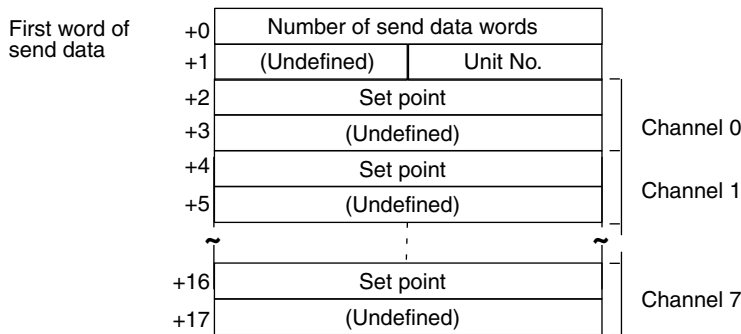 First word of
send data
+0 Number of send data words
+1 (Undefined) Unit No.
+2 Set point
+3 (Undefined)
Channel 0
+4 Set point
+5 (Undefined)
Channel 1
~ ~
+16 Set point
+17 (Undefined)
Channel 7